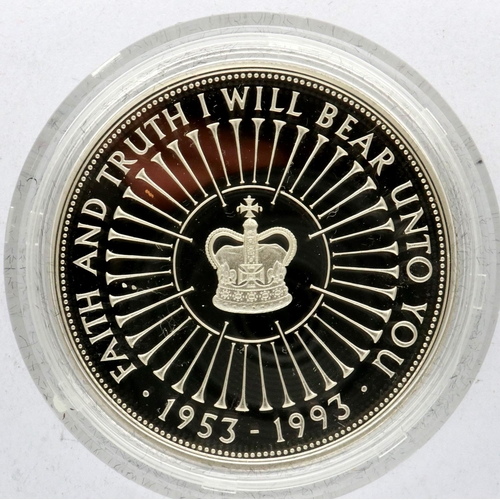 FAITH AND TRUTH I WILL BEAR UNTO YOU
· 1953 - 1993 ·